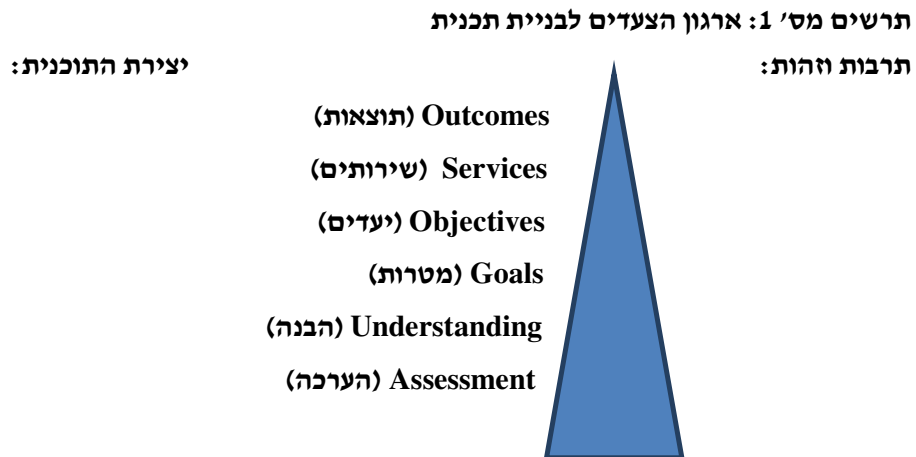 תרשים מס' 1: ארגון הצעדים לבניית תכנית
תרבות וזהות: יצירת התוכנית:
Outcomes (תוצאות)
Services (שירותים)
Objectives (יעדים)
Goals (מטרות)
Understanding (הבנה)
Assessment (הערכה)